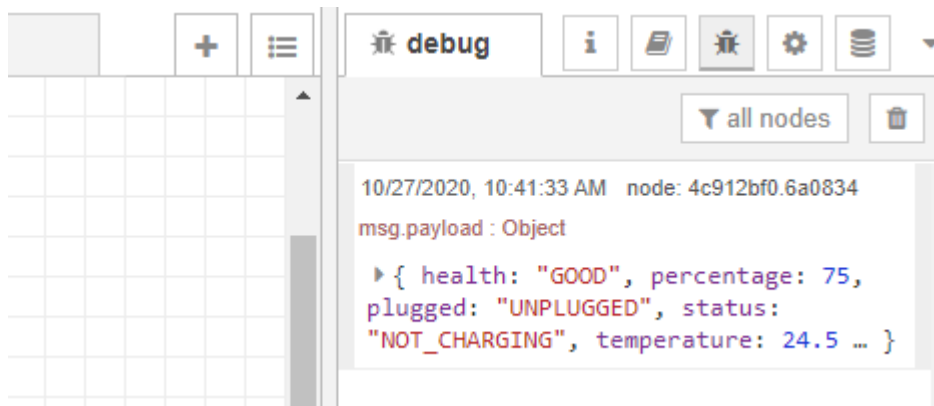 debug
i
all nodes
10/27/2020, 10:41:33 AM node: 4c912bf0.6a0834
msg.payload : Object
{ health: "GOOD", percentage: 75,
plugged: "UNPLUGGED", status:
"NOT_CHARGING", temperature: 24.5 … }